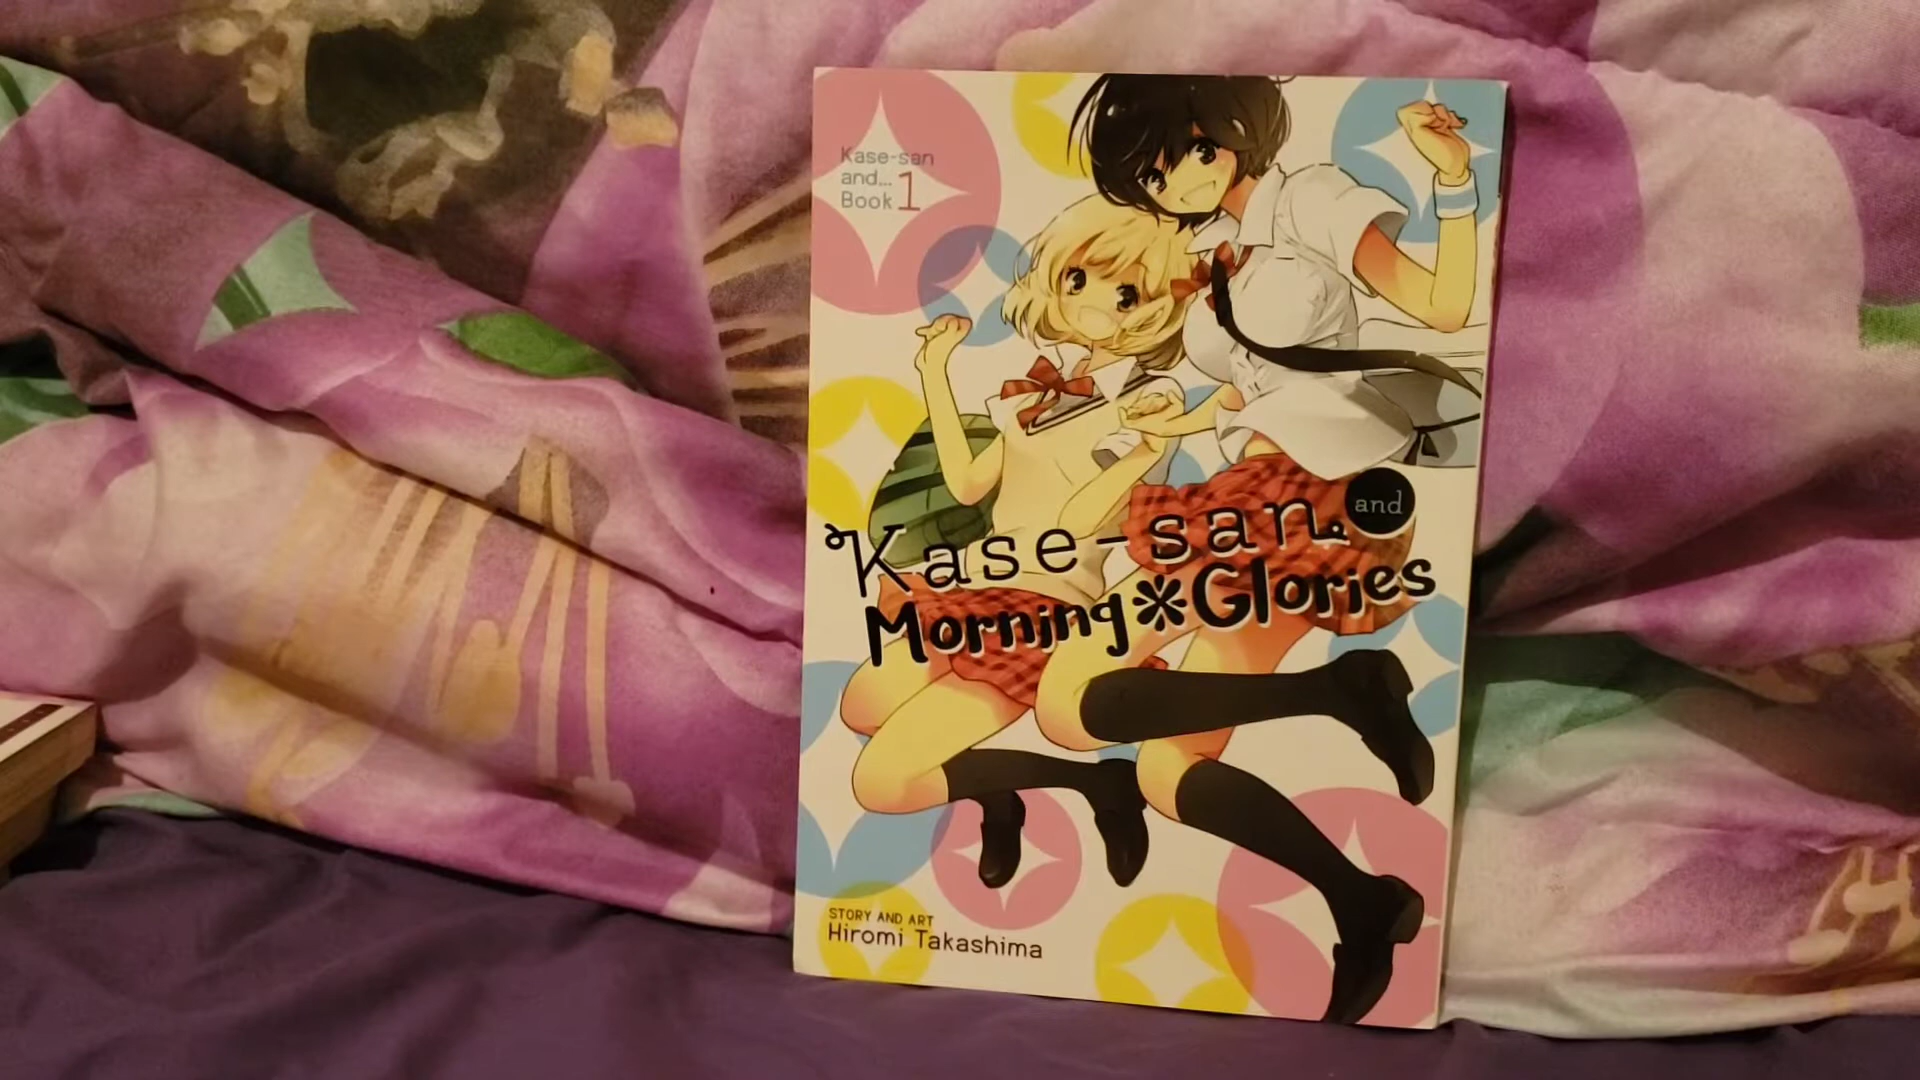 Kase-san
and...
Book 1
Kase-san and
Morning Glories
STORY AND ART
Hiromi Takashima